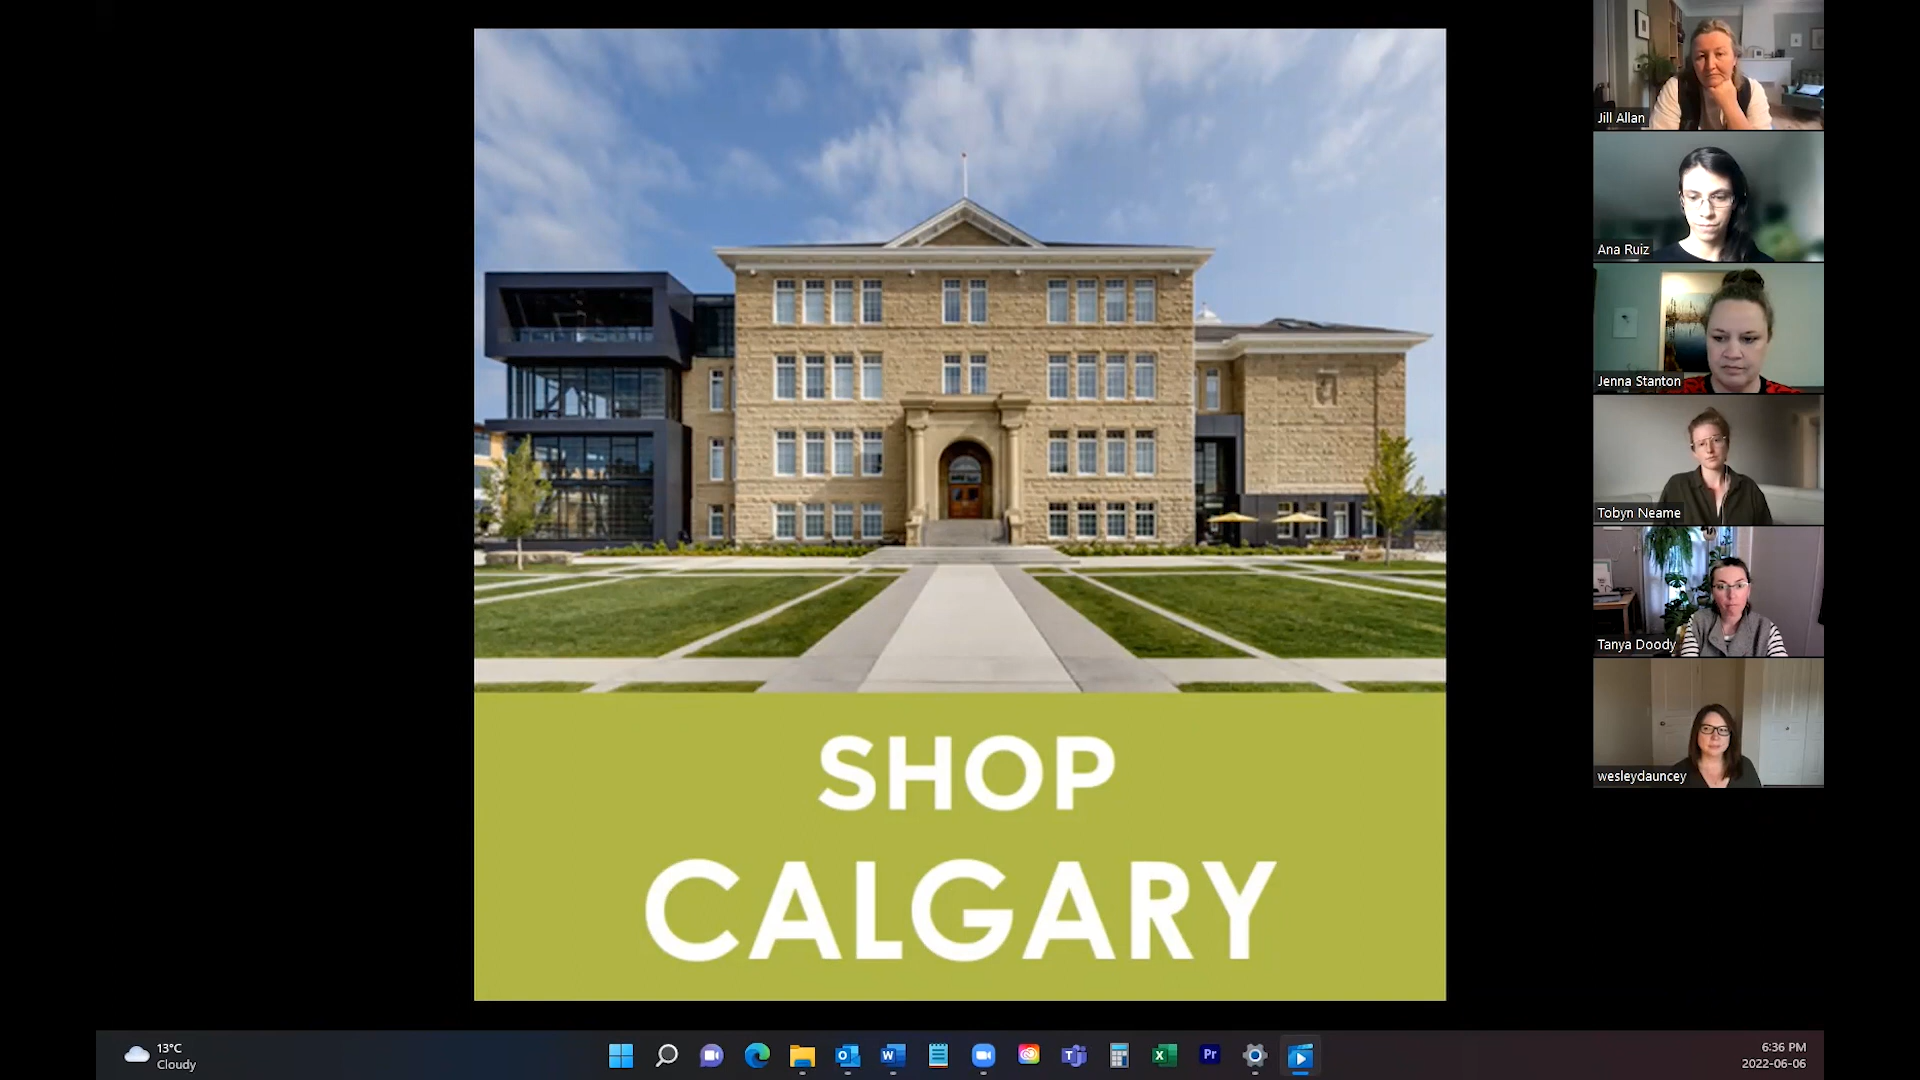 Jill Allan
Ana Ruiz
Jenna Stanton
Tobyn Neame
Tanya Doody
wesleydauncey
SHOP
CALGARY
13°C
Cloudy
Pr
6:36 PM
2022-06-06